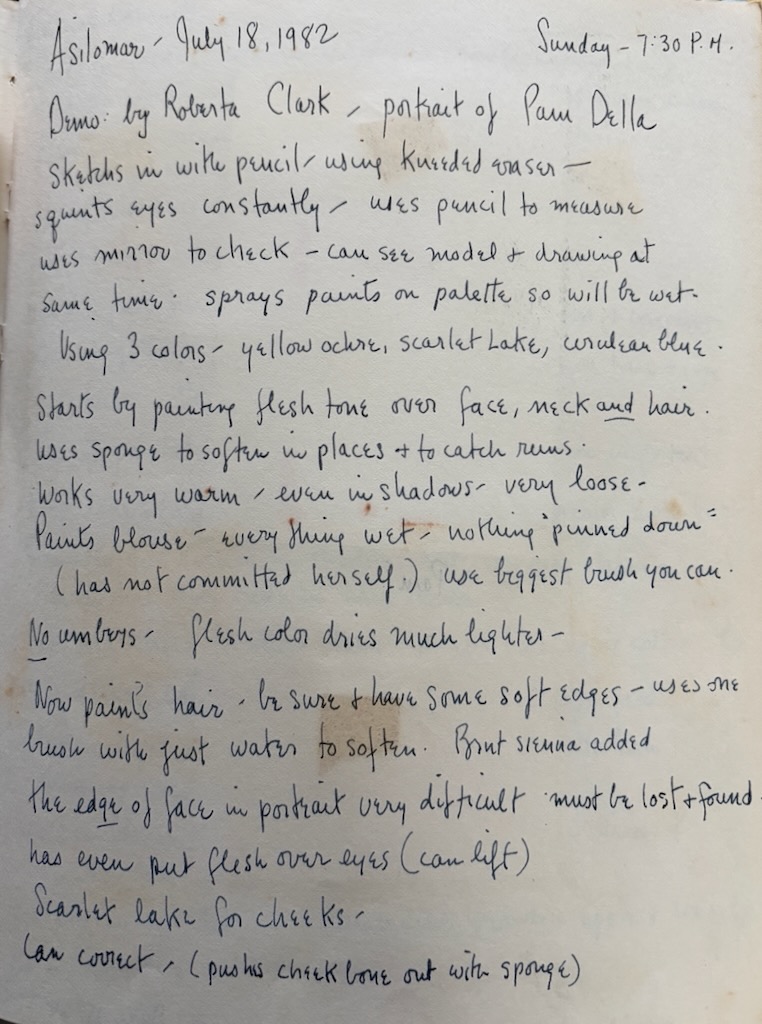 Asilomar - July 18, 1982 Sunday - 7:30 P.M.
Demo: by Roberta Clark - portrait of Pam Della
Sketchs in with pencil - using kneeded eraser -
squints eyes constantly - uses pencil to measure
uses mirror to check - can see model & drawing at
same time. sprays paints on palette so will be wet.
Using 3 colors - yellow ochre, scarlet Lake, cerulean blue.
Starts by painting flesh tone over face, neck and hair.
uses sponge to soften in places & to catch runs.
Works very warm - even in shadows - very loose -
Paints blouse - everything wet - nothing "pinned down"
(has not committed herself.) use biggest brush you can.
No umbers - flesh color dries much lighter -
Now paints hair - be sure & have some soft edges - uses one
brush with just water to soften. Brnt sienna added
the edge of face in portrait very difficult must be lost & found.
has even put flesh over eyes (can lift)
Scarlet lake for cheeks -
Can correct - (pushes cheek bone out with sponge)